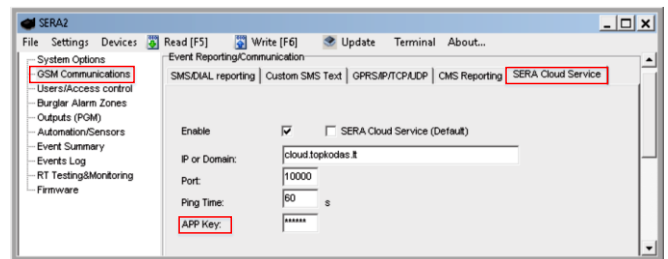 SERA2
File Settings Devices Read [F5] Write [F6] Update Terminal About...
System Options
GSM Communications
Users/Access control
Burglar Alarm Zones
Outputs (PGM)
Automation/Sensors
Event Summary
Events Log
RT Testing&Monitoring
Firmware
Event Reporting/Communication
SMS/DIAL reporting Custom SMS Text GPRS/IP/TCP/UDP CMS Reporting SERA Cloud Service
Enable SERA Cloud Service (Default)
IP or Domain: cloud.topkodas.lt
Port: 10000
Ping Time: 60 s
APP Key: ******